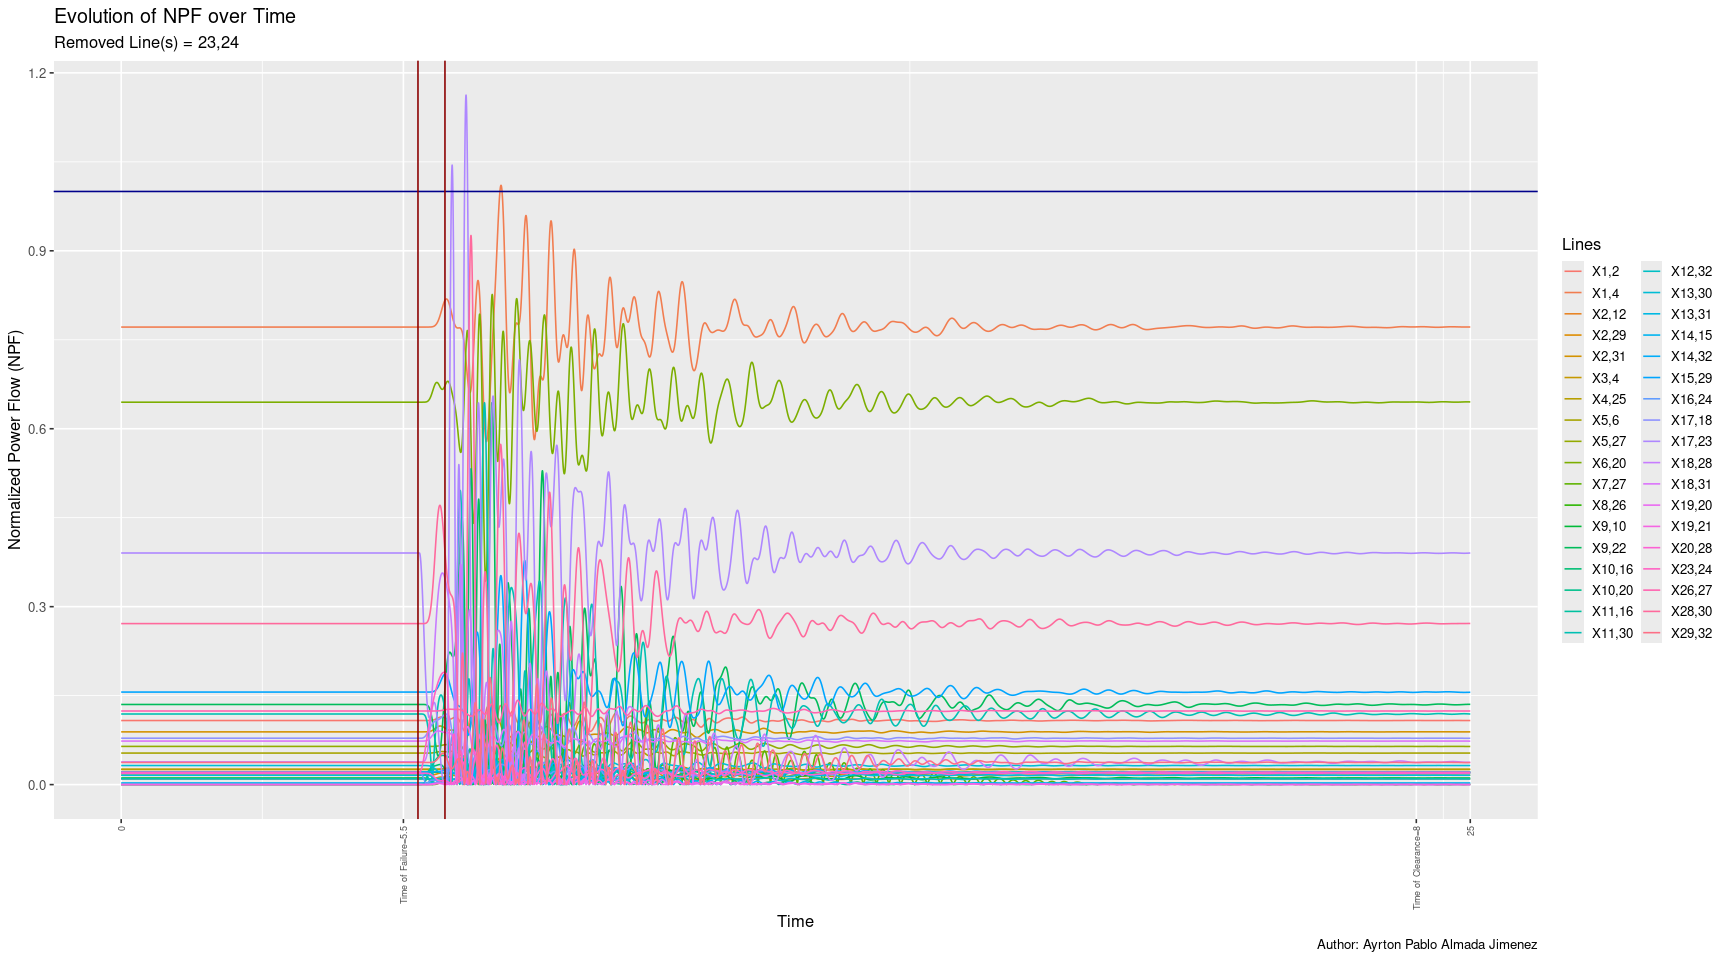 Evolution of NPF over Time
Removed Line(s) = 23,24
Normalized Power Flow (NPF)
1.2
0.9
0.6
0.3
0.0
0
Time of Failure=5.5
Time of Clearance=8
25
Time
Author: Ayrton Pablo Almada Jimenez
Lines
X1,2
X1,4
X2,12
X2,29
X2,31
X3,4
X4,25
X5,6
X5,27
X6,20
X7,27
X8,26
X9,10
X9,22
X10,16
X10,20
X11,16
X11,30
X12,32
X13,30
X13,31
X14,15
X14,32
X15,29
X16,24
X17,18
X17,23
X18,28
X18,31
X19,20
X19,21
X20,28
X23,24
X26,27
X28,30
X29,32